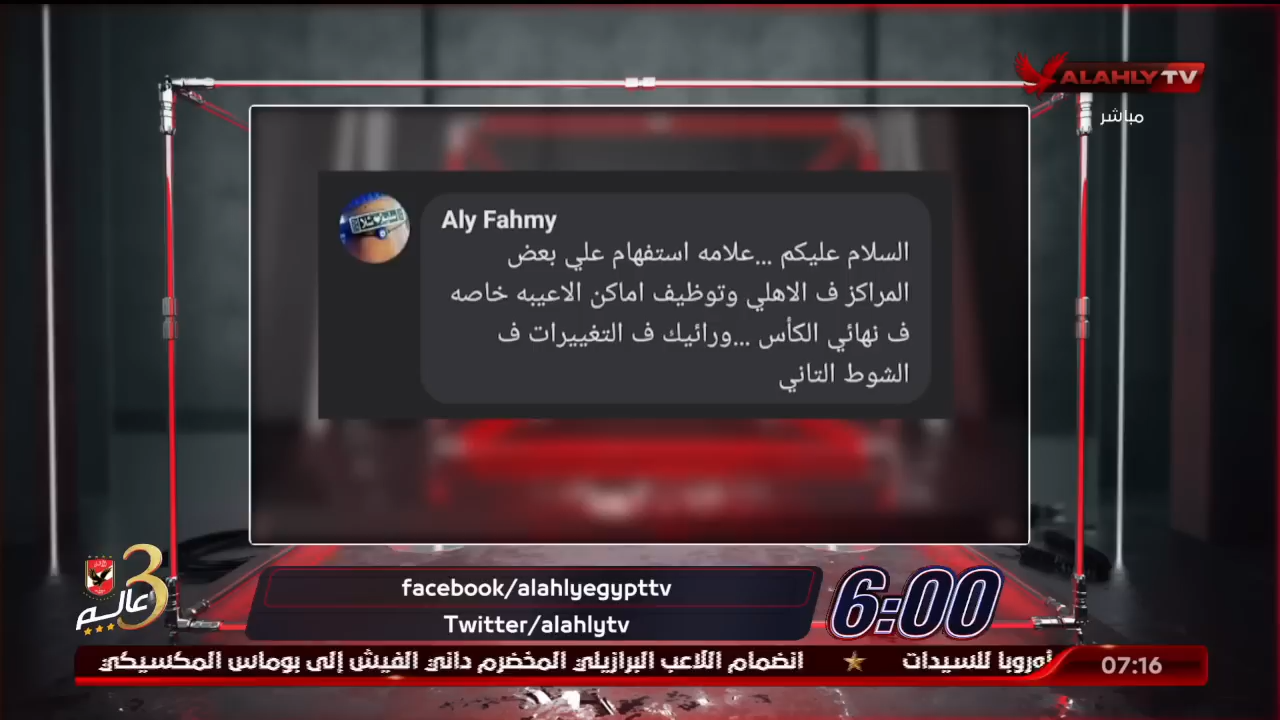 ALAHLY TV
مباشر
Aly Fahmy
السلام عليكم ...علامه استفهام علي بعض
المراكز ف الاهلي وتوظيف اماكن الاعيبه خاصه
ف نهائي الكأس ...ورائيك ف التغييرات ف
الشوط التاني
3
عالم
facebook/alahlyegypttv
Twitter/alahlytv
6:00
أوروبا للسيدات ★ انضمام اللاعب البرازيلي المخضرم داني الفيش إلى بوماس المكسيكي
07:16